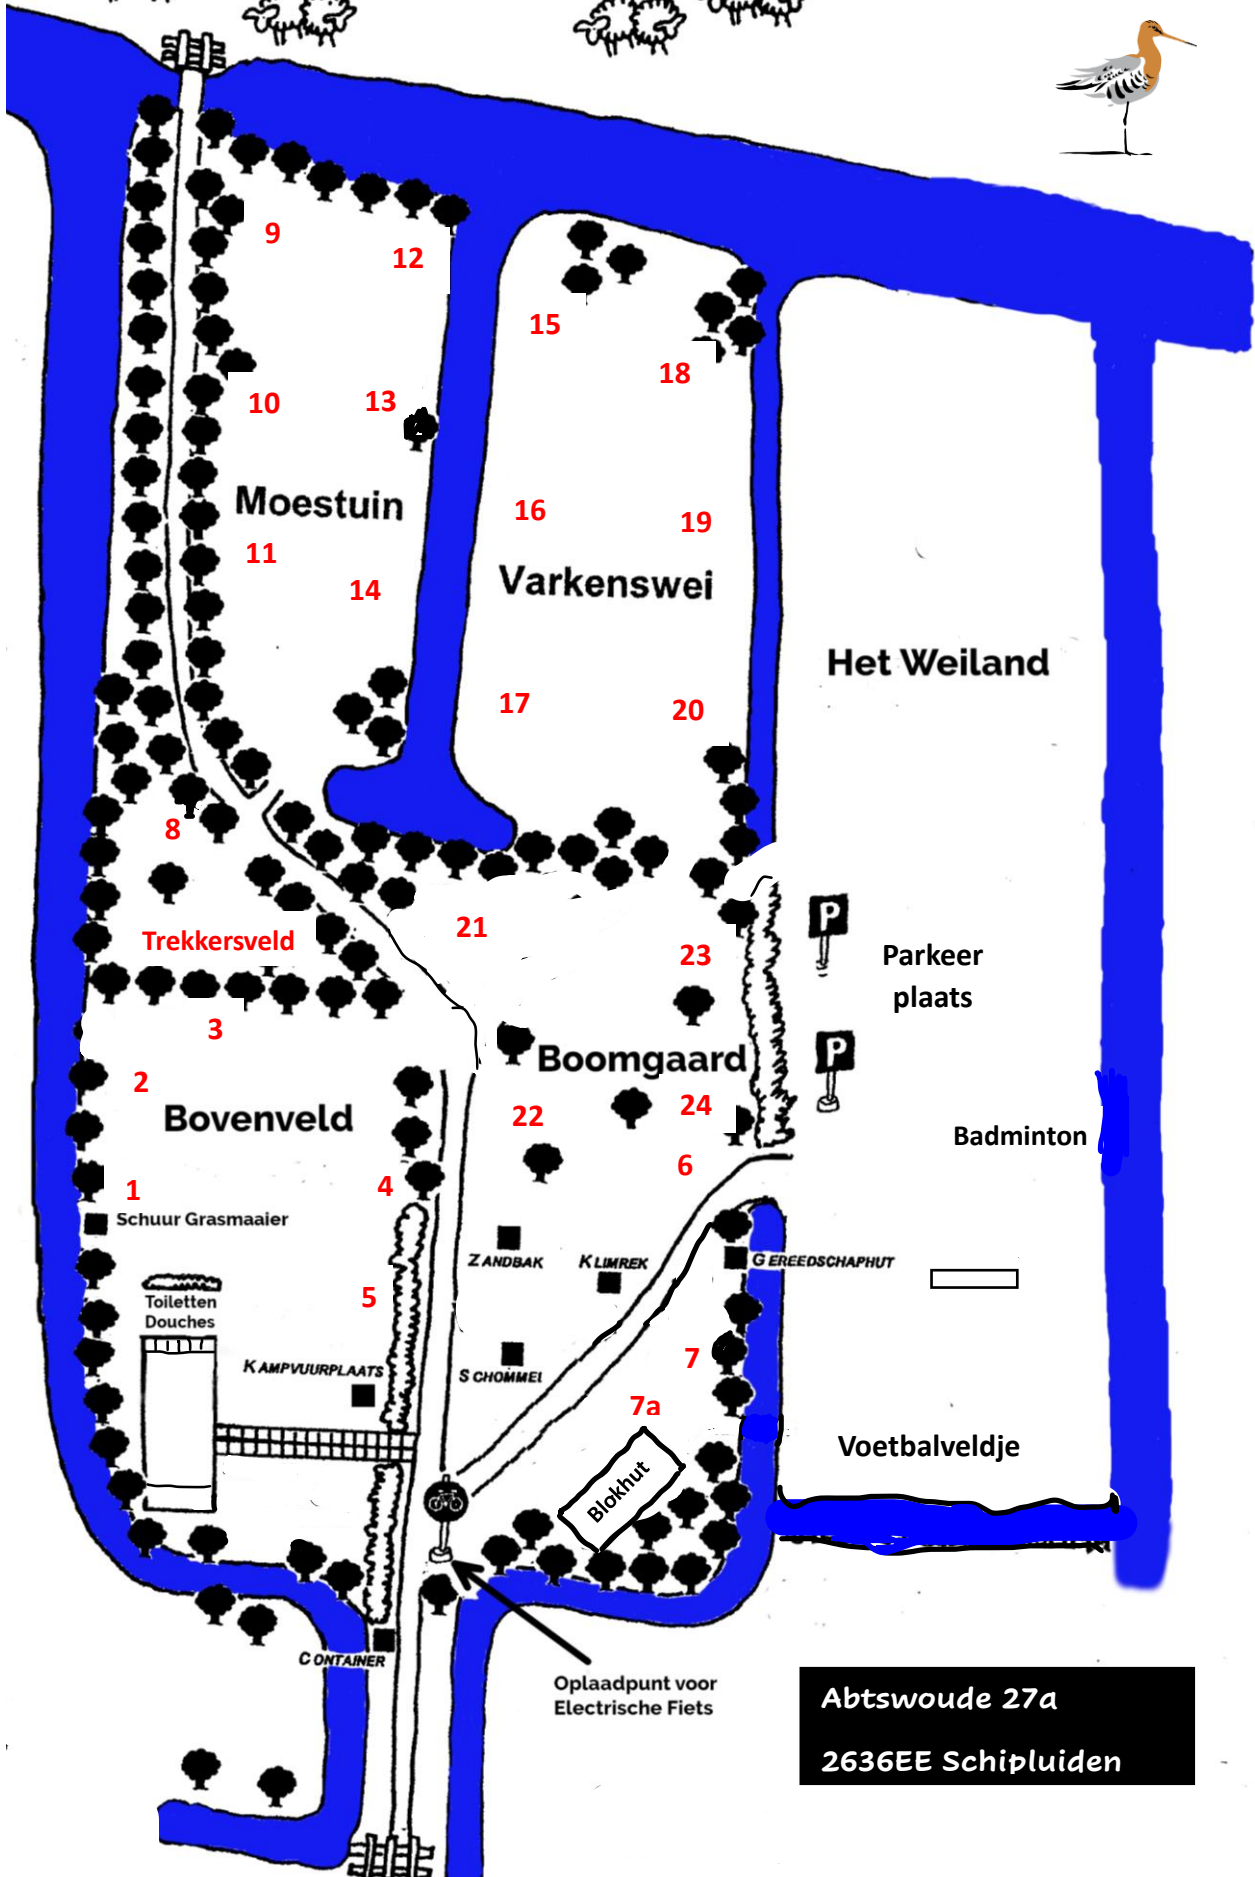 9
12
15
18
10
13
Moestuin
16
19
11
14
Varkenswei
Het Weiland
17
20
8
P
21
Trekkersveld
23
Parkeer
plaats
3
P
Boomgaard
2
Bovenveld
22
24
Badminton
6
1
4
Schuur Grasmaaier
ZANDBAK
KLIMREK
GEREEDSCHAPHUT
5
Toiletten
Douches
7
KAMPVUURPLAATS
SCHOMMEL
7a
Voetbalveldje
Blokhut
CONTAINER
Oplaadpunt voor
Electrische Fiets
Abtswoude 27a
2636EE Schipluiden